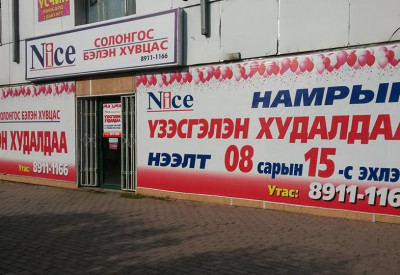 Nice
СОЛОНГОС
БЭЛЭН ХУВЦАС
8911-1166
СОЛОНГОС БЭЛЭН ХУВЦАС
ХУДАЛДАА
Утас: 8911-1166
ХУДАЛДАА
Nice
НАМРЫН
ҮЗЭСГЭЛЭН ХУДАЛДАА
НЭЭЛТ 08 сарын 15-с эхлэ
Утас: 8911-116